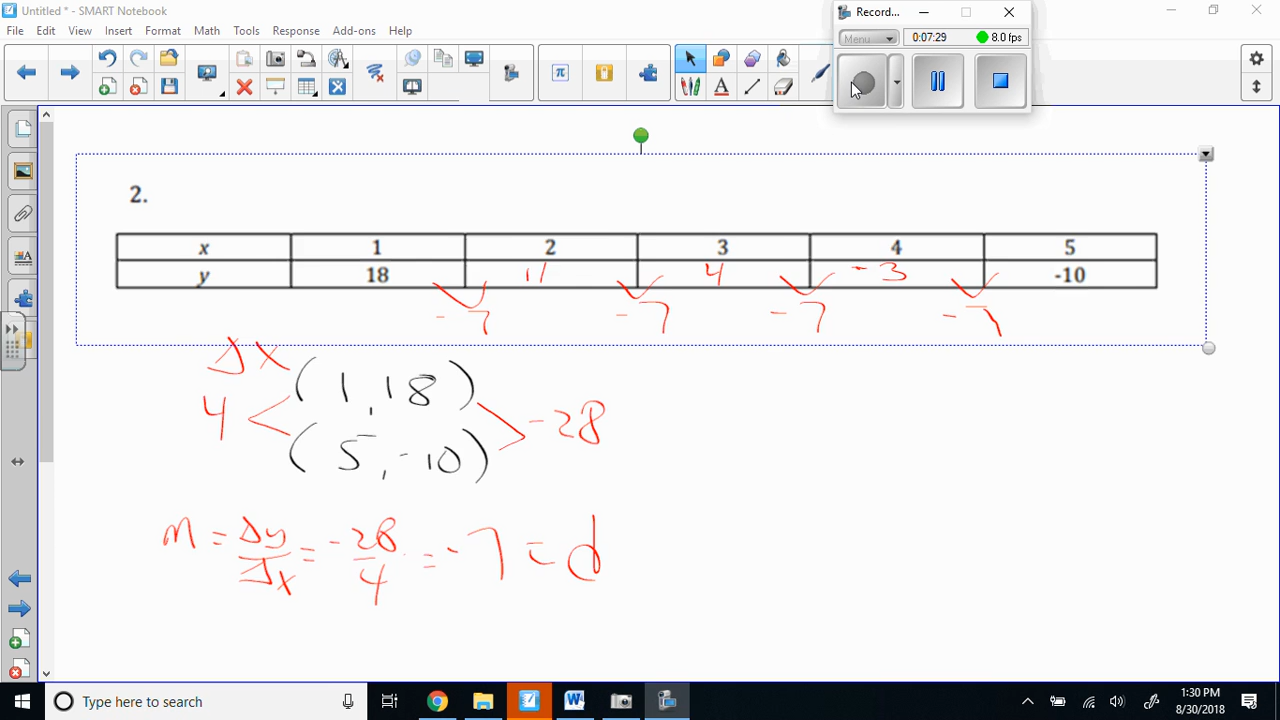 Untitled * - SMART Notebook
File Edit View Insert Format Math Tools Response Add-ons Help
Record...
Menu 0:07:29 8.0 fps
2.
x 1 2 3 4 5
y 18 11 4 -3 -10
-7 -7 -7 -7
Δx
(1, 18)
4 -28
(5, -10)
m = Δy/Δx = -28/4 = -7 = d
Type here to search
1:30 PM
8/30/2018